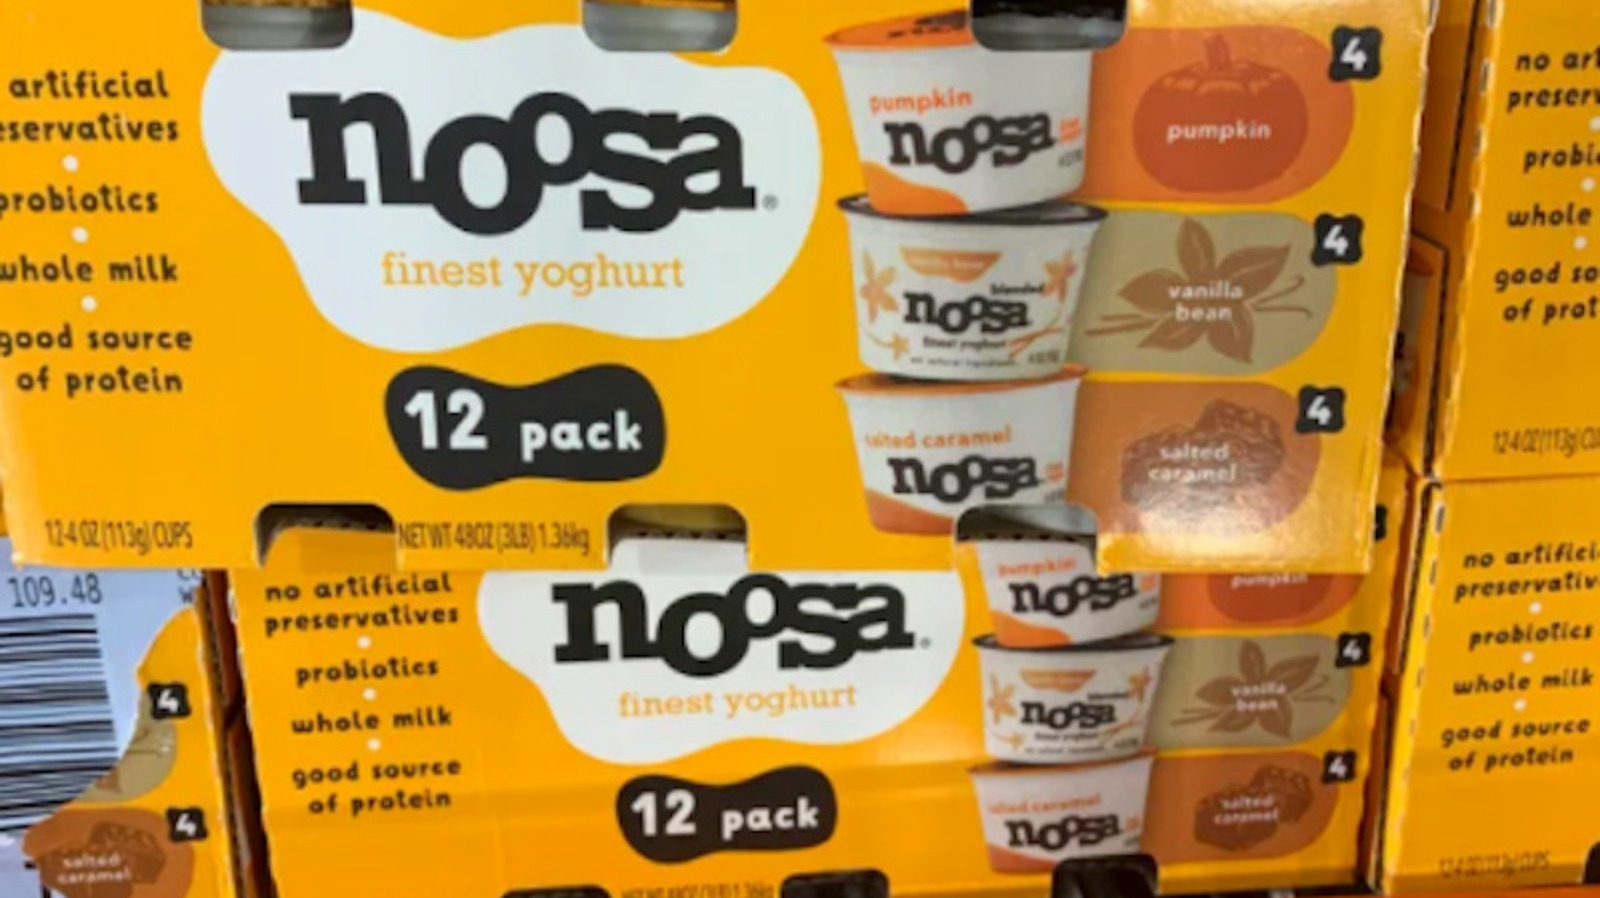 artificial
eservatives
probiotics
whole milk
good source
of protein
noosa®
finest yoghurt
12 pack
12-4 OZ (113g) CUPS
NET WT 48OZ (3LB) 1.36kg
pumpkin
noosa
pumpkin
4
blended
noosa
finest yoghurt
vanilla
bean
4
salted caramel
noosa
salted
caramel
4
no art
preserv
probi
whole
good so
of prot
12-4 OZ (113g) CU
109.48
4
4
salted
caramel
no artificial
preservatives
probiotics
whole milk
good source
of protein
noosa®
finest yoghurt
12 pack
pumpkin
noosa
pumpkin
blended
noosa
vanilla
bean
4
salted caramel
noosa
salted
caramel
4
no artifici
preservativ
probiotics
whole milk
good source
of protein